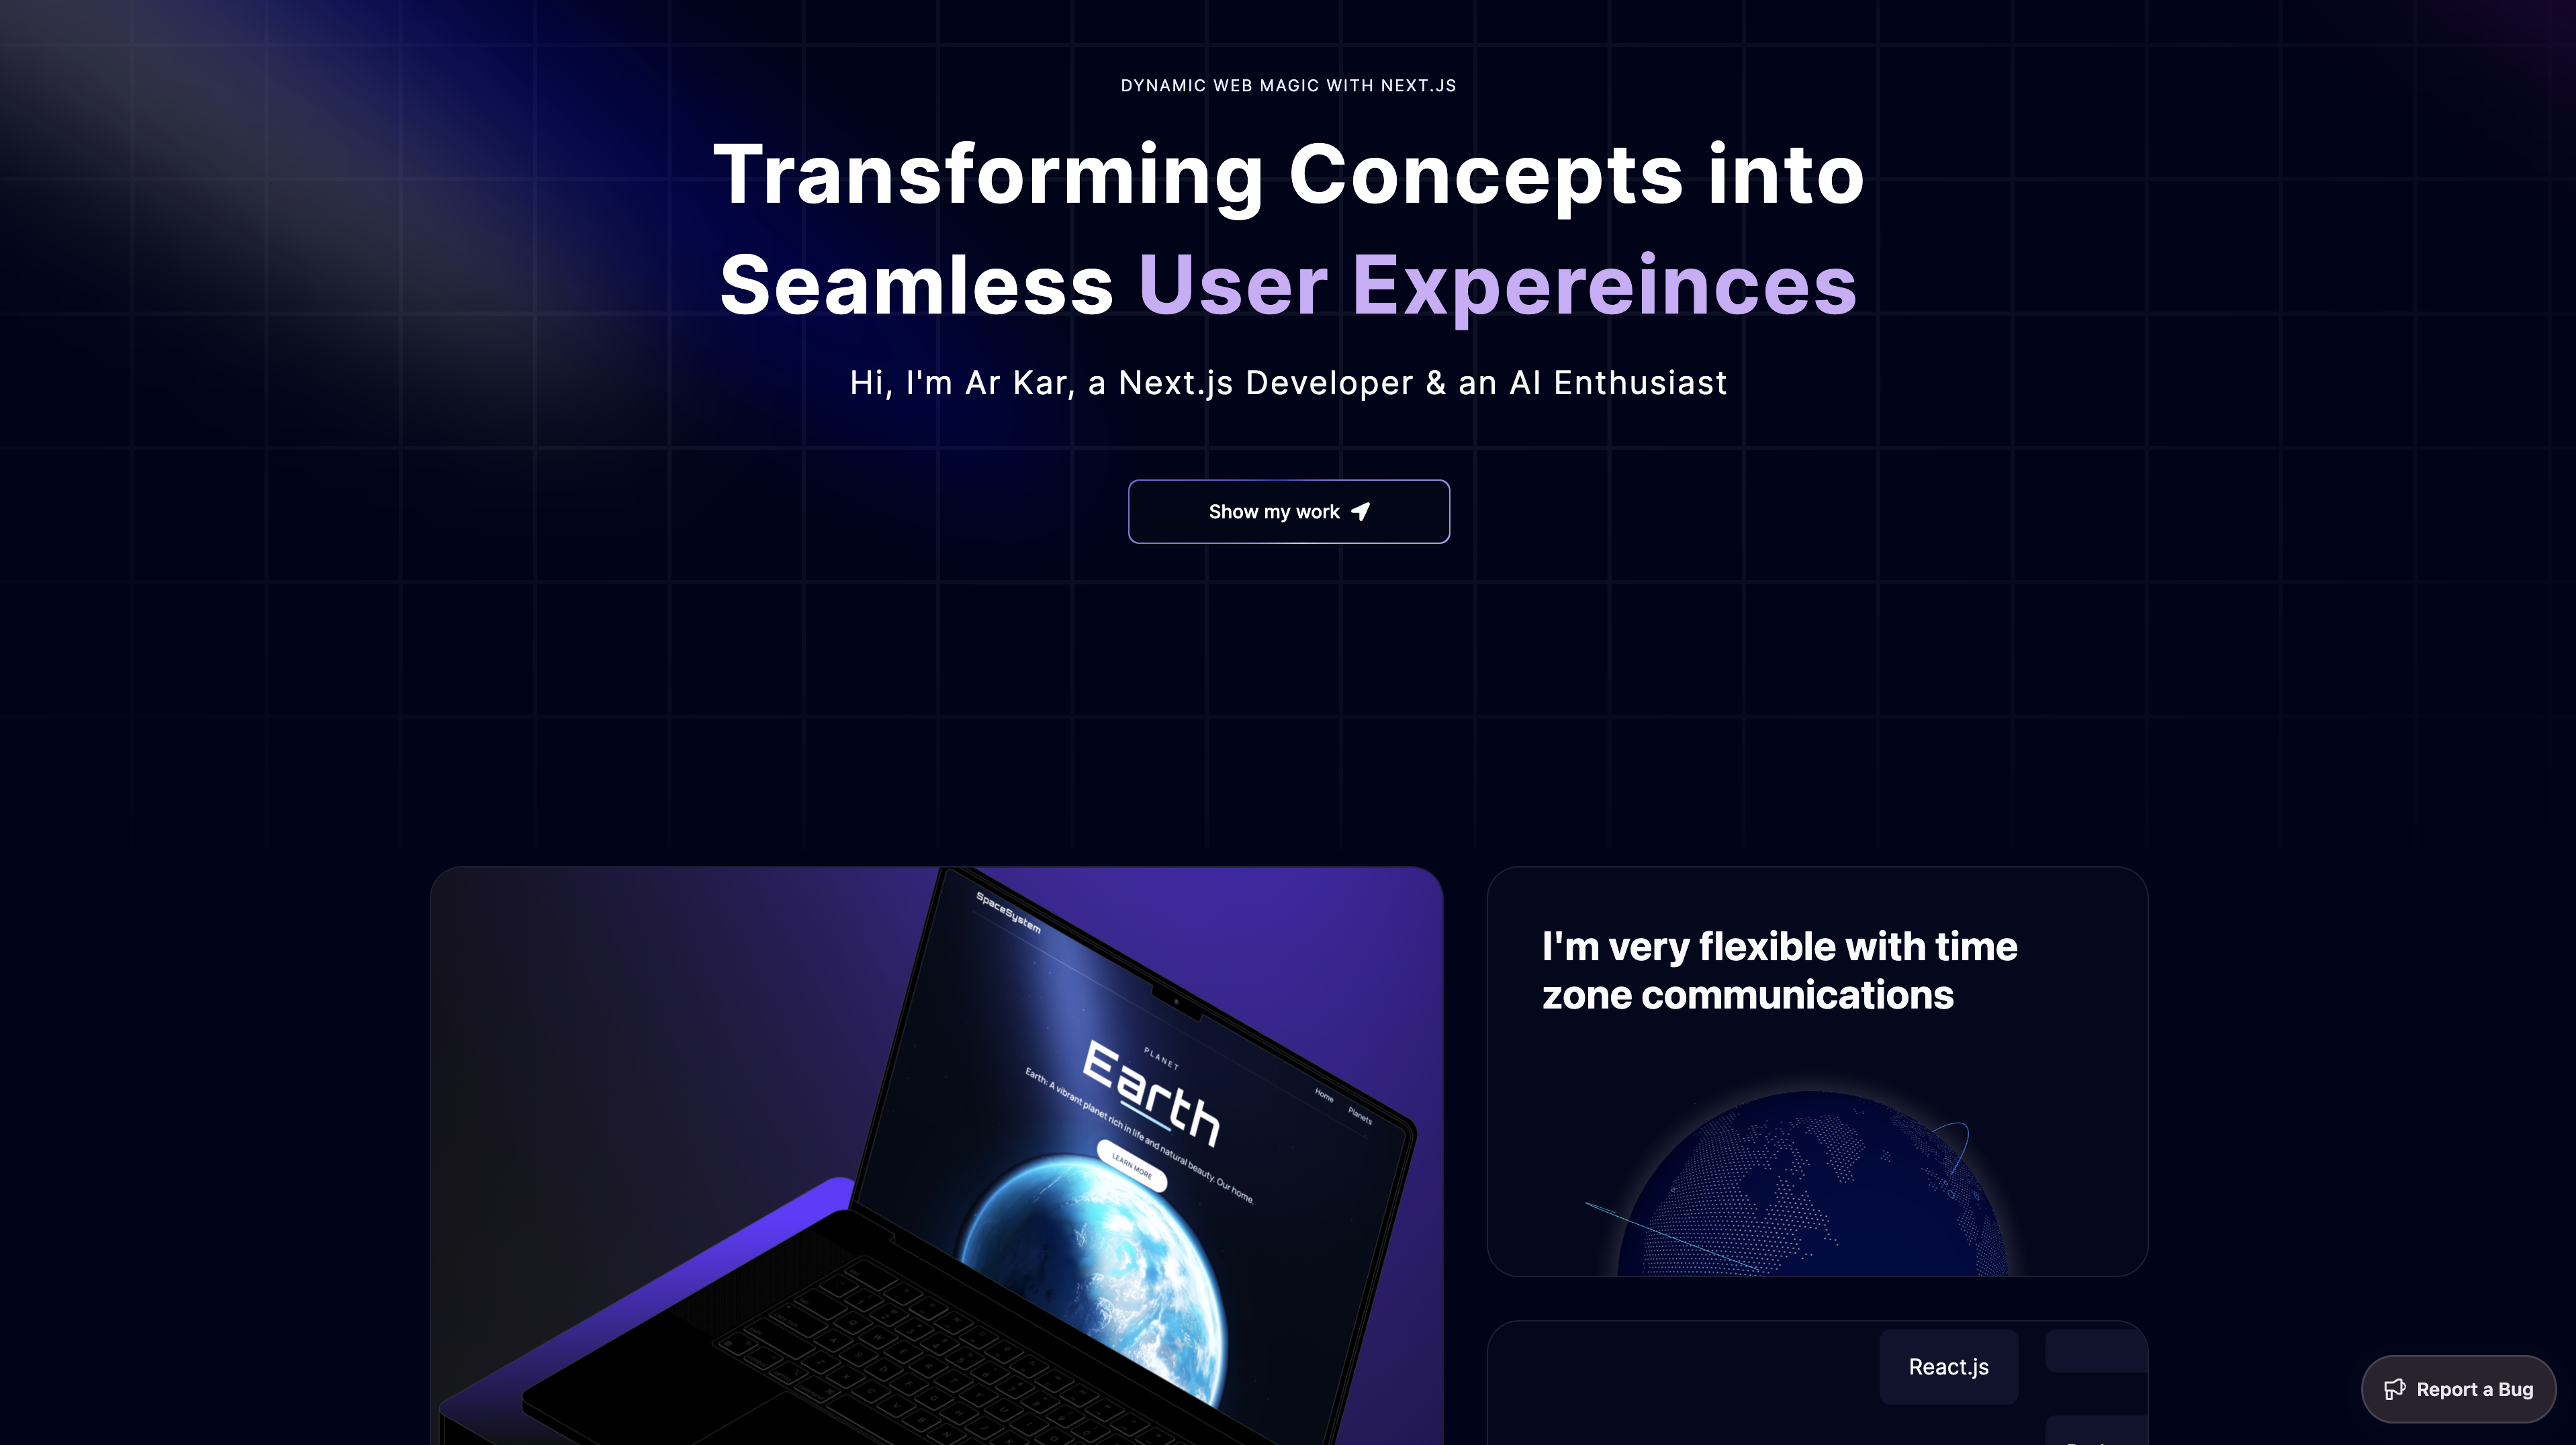 DYNAMIC WEB MAGIC WITH NEXT.JS
Transforming Concepts into
Seamless User Expereinces
Hi, I'm Ar Kar, a Next.js Developer & an AI Enthusiast
Show my work
SpaceSystem
Home Planets
PLANET
Earth
Earth: A vibrant planet rich in life and natural beauty. Our home.
LEARN MORE
I'm very flexible with time
zone communications
React.js
Report a Bug